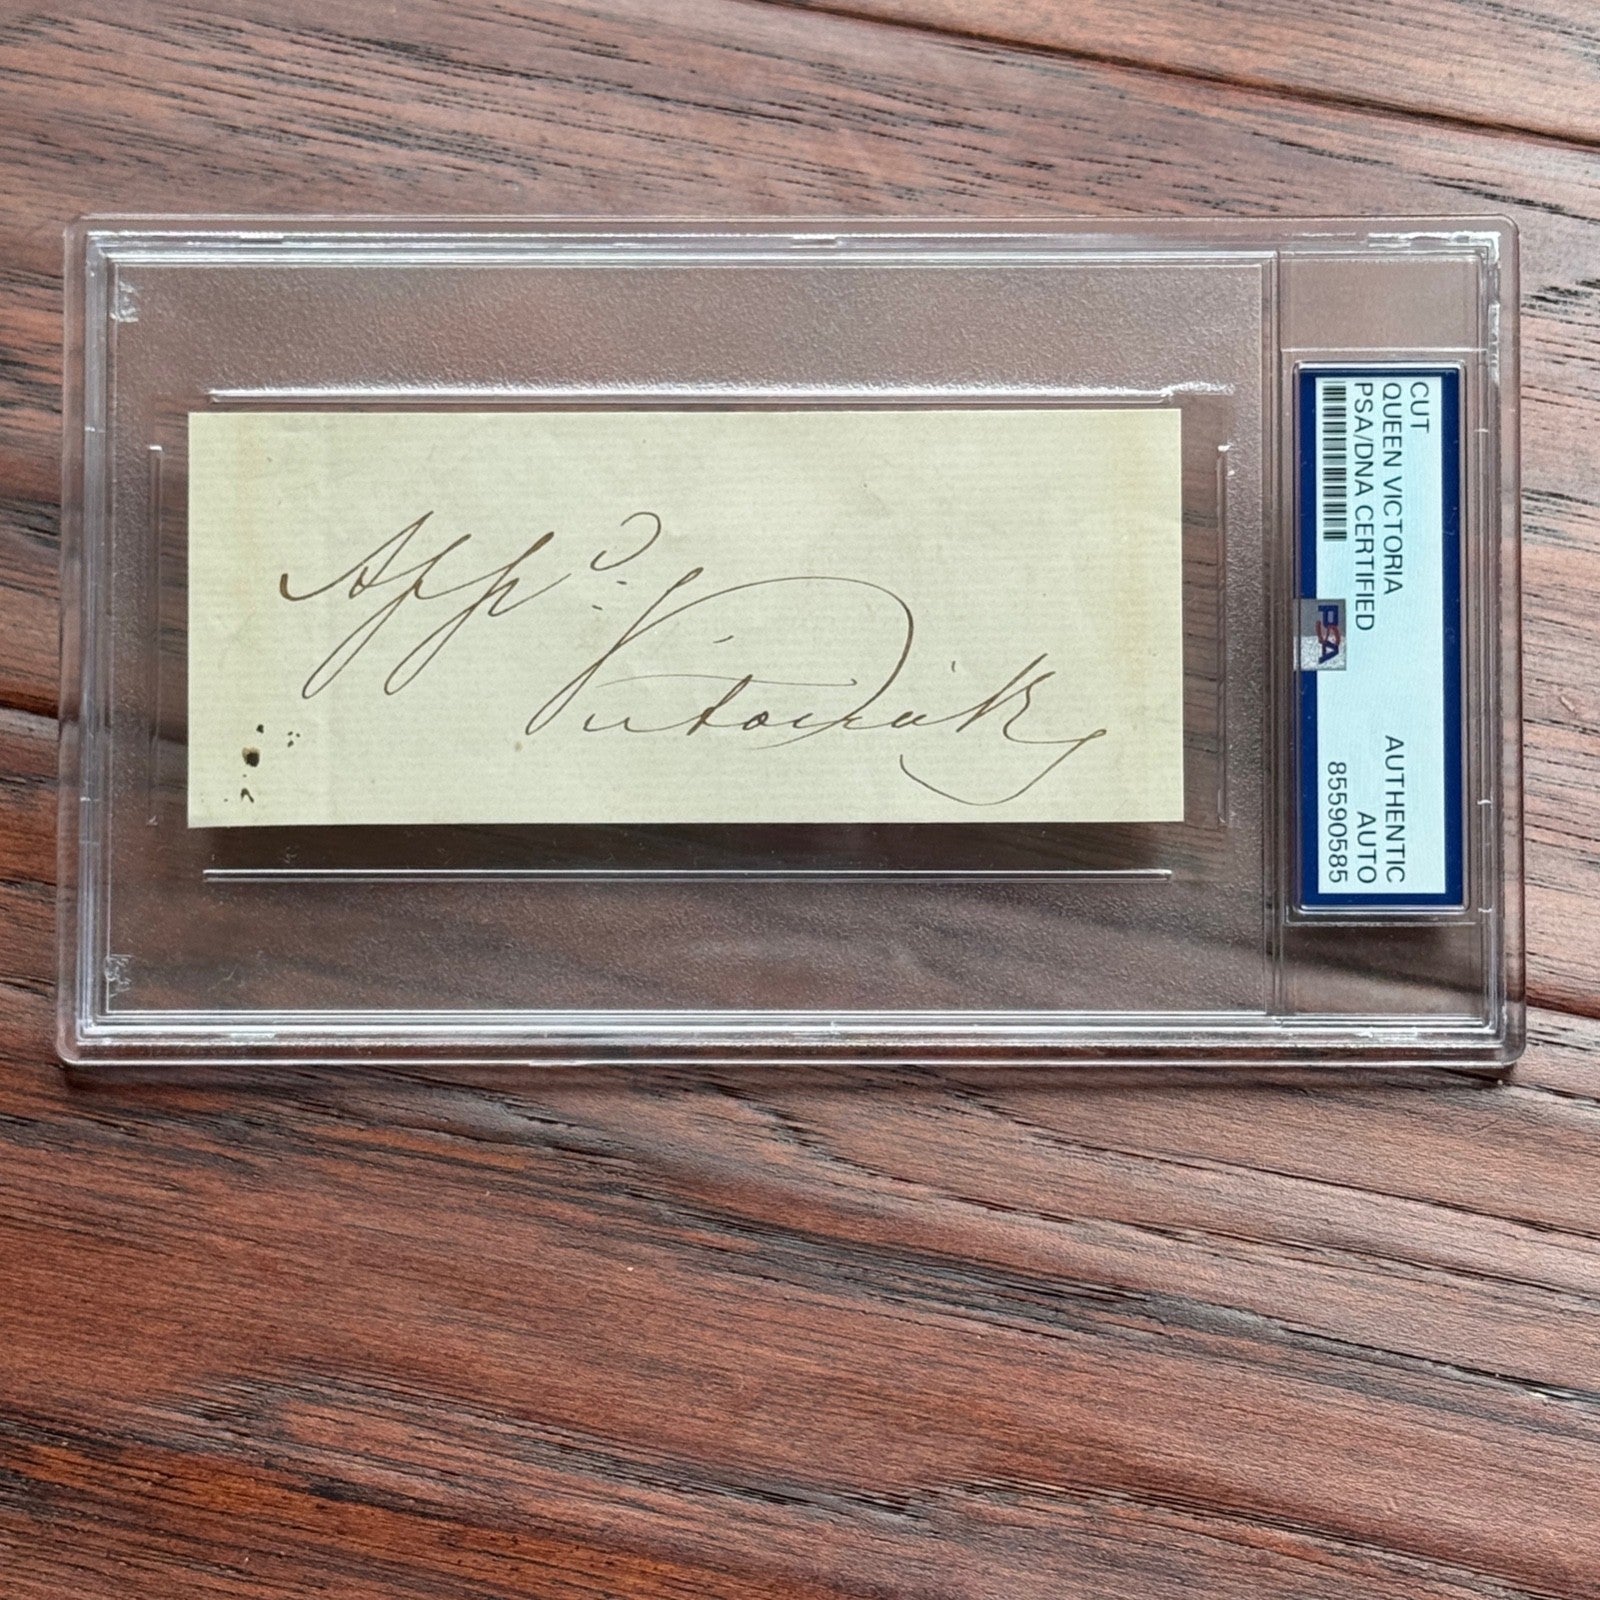 Appd.
Victoria R
CUT
QUEEN VICTORIA
PSA/DNA CERTIFIED
PSA
AUTHENTIC
AUTO
85590585